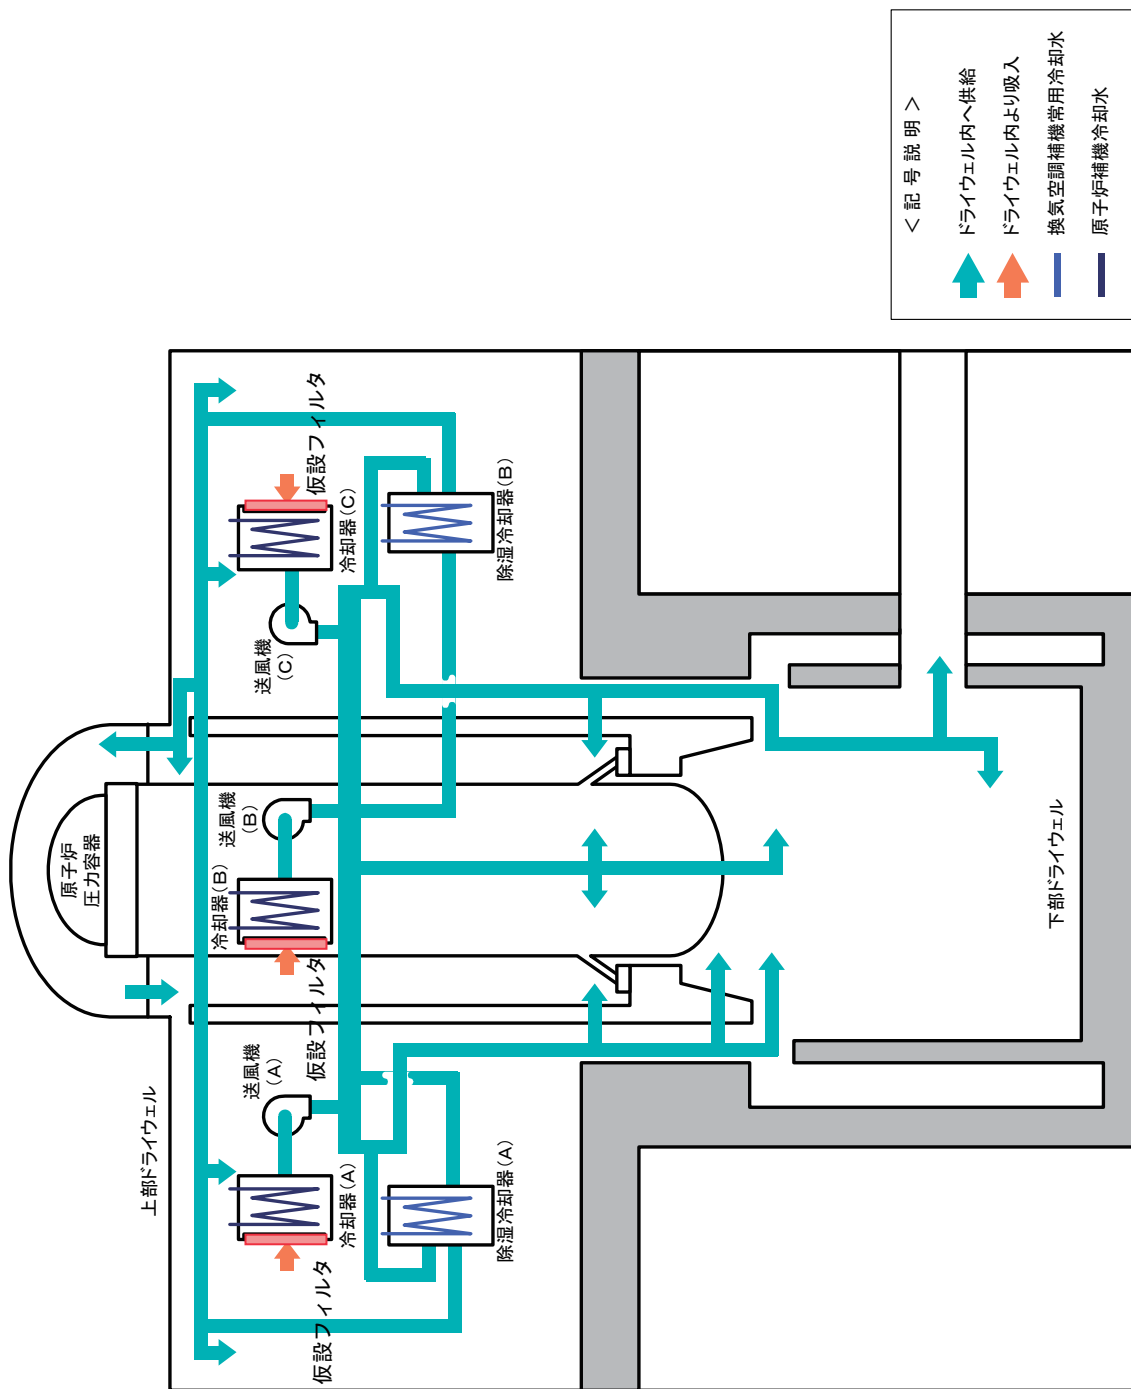 原子炉
圧力容器
上部ドライウェル
送風機
(A)
送風機
(B)
送風機
(C)
冷却器(A)
冷却器(B)
冷却器(C)
仮設フィルタ
仮設フィルタ
仮設フィルタ
除湿冷却器(A)
除湿冷却器(B)
下部ドライウェル
＜ 記 号 説 明 ＞
ドライウェル内へ供給
ドライウェル内より吸入
換気空調補機常用冷却水
原子炉補機冷却水